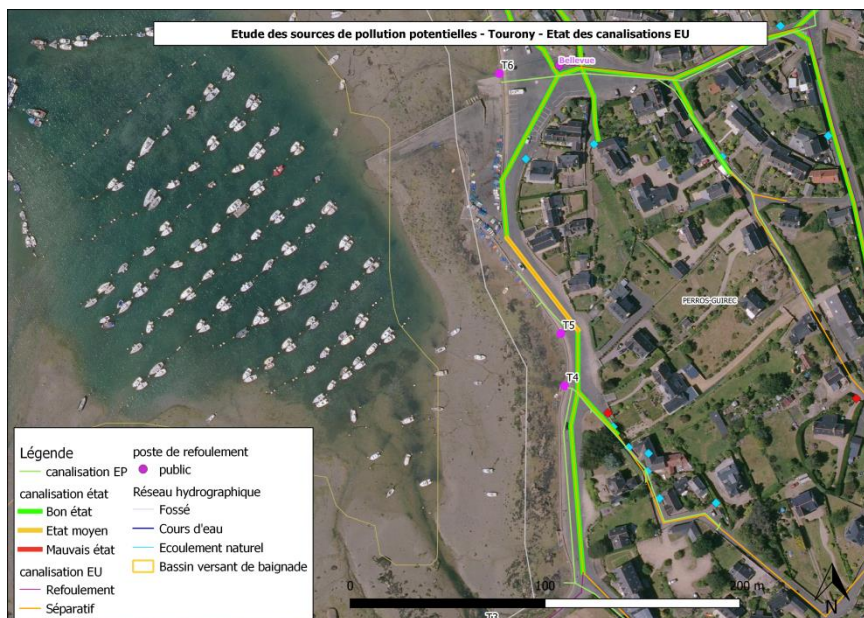 Etude des sources de pollution potentielles - Tourony - Etat des canalisations EU
Bellevue
T6
PERROS-GUIREC
T5
T4
Légende
canalisation EP
canalisation état
Bon état
Etat moyen
Mauvais état
canalisation EU
Refoulement
Séparatif
poste de refoulement
public
Réseau hydrographique
Fossé
Cours d'eau
Ecoulement naturel
Bassin versant de baignade
0 100 200 m
N